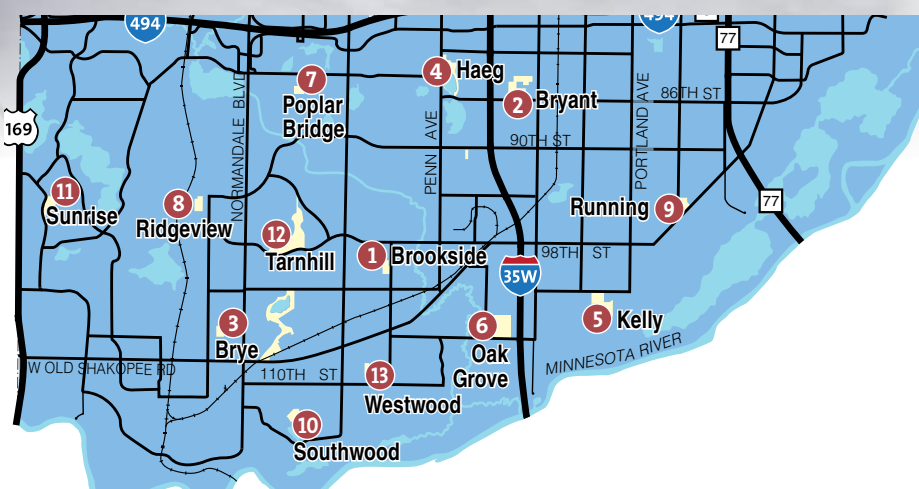 494
494
77
7
Poplar
Bridge
4
Haeg
2
Bryant
86TH ST
NORMANDALE BLVD
PENN AVE
PORTLAND AVE
169
90TH ST
11
Sunrise
8
Ridgeview
12
Tarnhill
1
Brookside
Running
9
77
98TH ST
35W
3
Brye
6
Oak
Grove
5
Kelly
MINNESOTA RIVER
W OLD SHAKOPEE RD
110TH ST
13
Westwood
10
Southwood